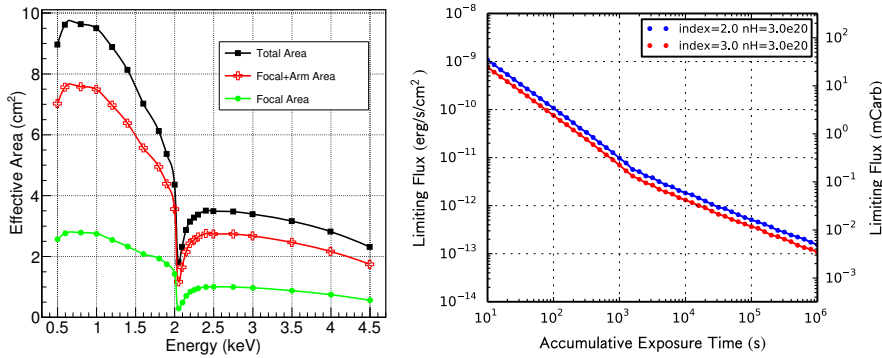 Effective Area (cm²)
10
8
6
4
2
0
Total Area
Focal+Arm Area
Focal Area
0.5 1 1.5 2 2.5 3 3.5 4 4.5
Energy (keV)
Limiting Flux (erg/s/cm²)
10⁻⁸
10⁻⁹
10⁻¹⁰
10⁻¹¹
10⁻¹²
10⁻¹³
10⁻¹⁴
index=2.0 nH=3.0e20
index=3.0 nH=3.0e20
10¹ 10² 10³ 10⁴ 10⁵ 10⁶
Accumulative Exposure Time (s)
10²
10¹
10⁰
10⁻¹
10⁻²
10⁻³
Limiting Flux (mCarb)